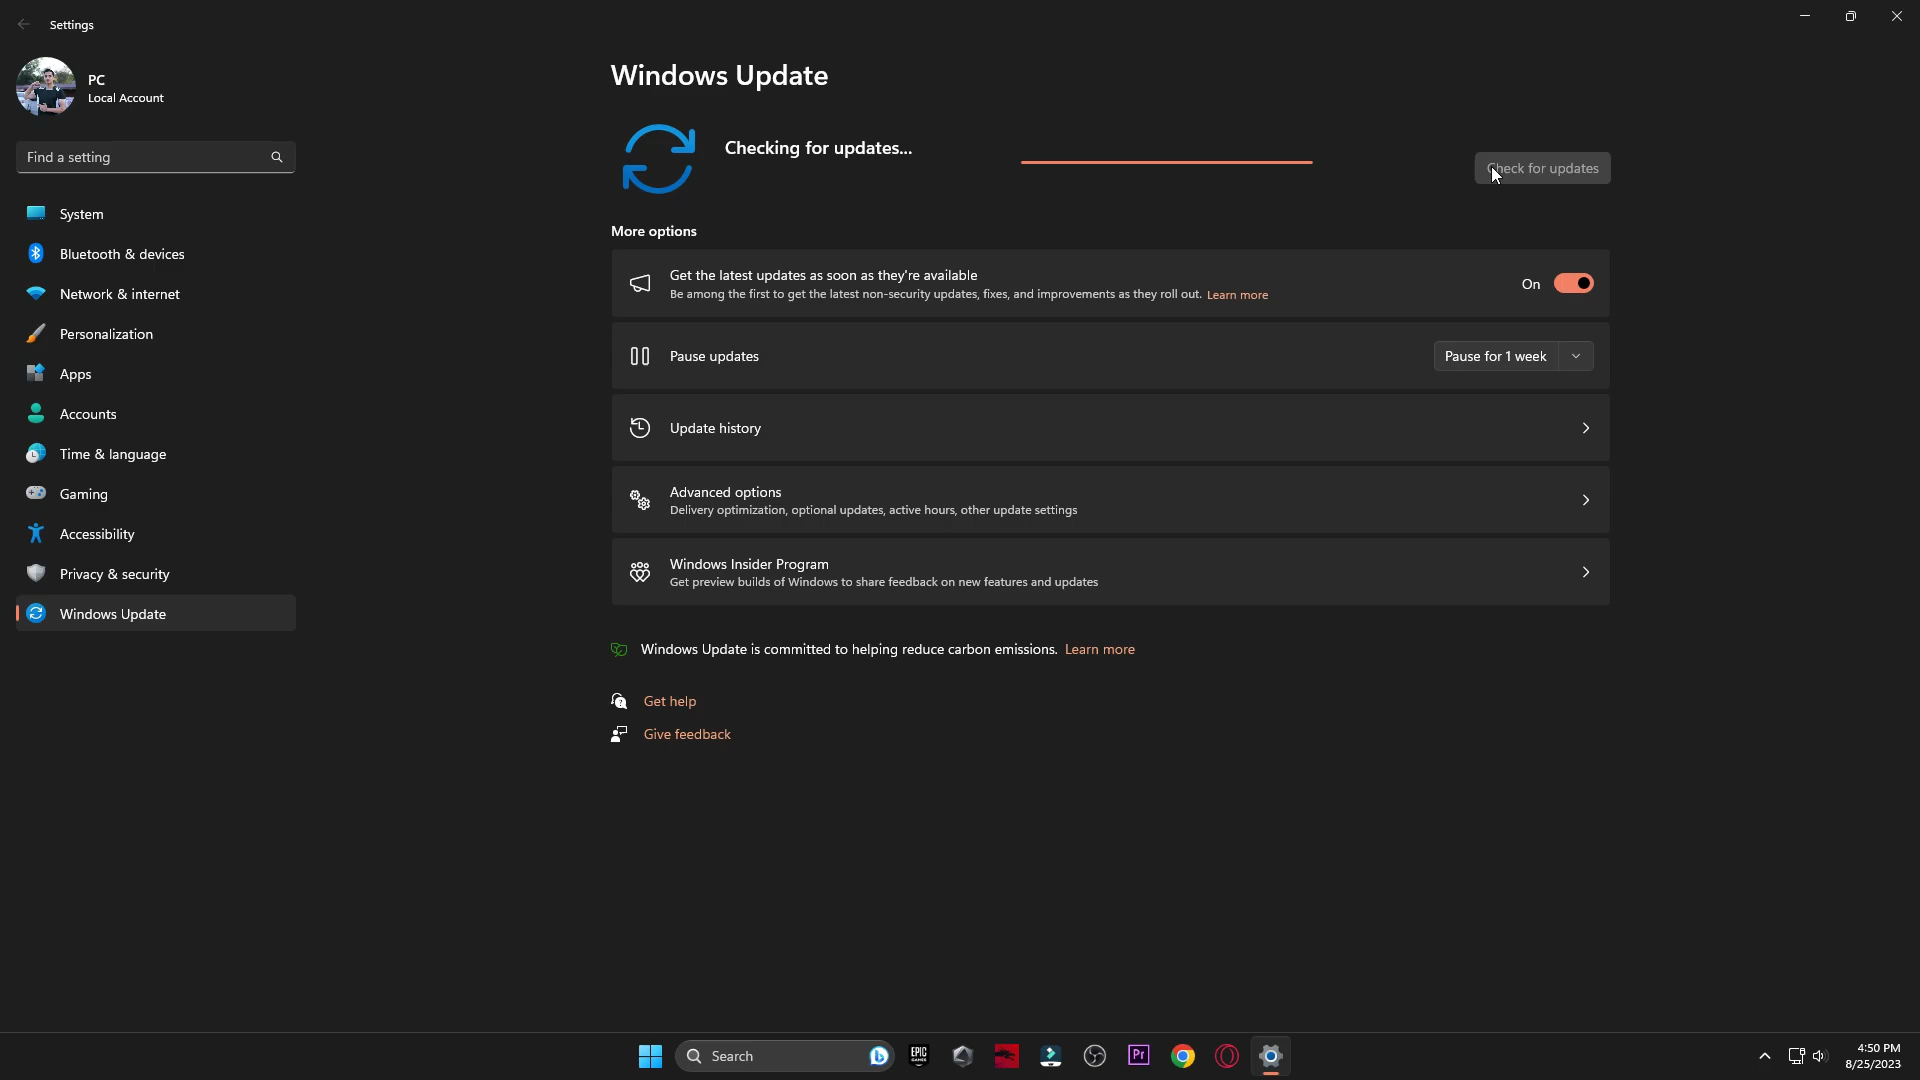 Settings
PC
Local Account
Find a setting
System
Bluetooth & devices
Network & internet
Personalization
Apps
Accounts
Time & language
Gaming
Accessibility
Privacy & security
Windows Update
Windows Update
Checking for updates...
Check for updates
More options
Get the latest updates as soon as they're available
Be among the first to get the latest non-security updates, fixes, and improvements as they roll out. Learn more
On
Pause updates
Pause for 1 week
Update history
Advanced options
Delivery optimization, optional updates, active hours, other update settings
Windows Insider Program
Get preview builds of Windows to share feedback on new features and updates
Windows Update is committed to helping reduce carbon emissions. Learn more
Get help
Give feedback
Search
EPIC
GAMES
Pr
4:50 PM
8/25/2023